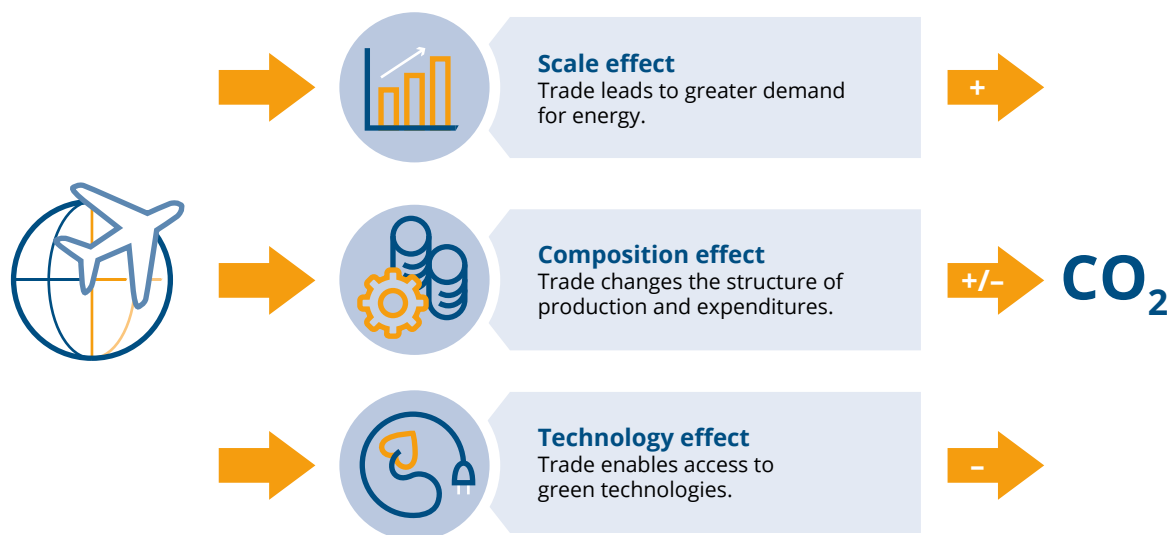 Scale effect
Trade leads to greater demand
for energy.
+
Composition effect
Trade changes the structure of
production and expenditures.
+/–
CO₂
Technology effect
Trade enables access to
green technologies.
–